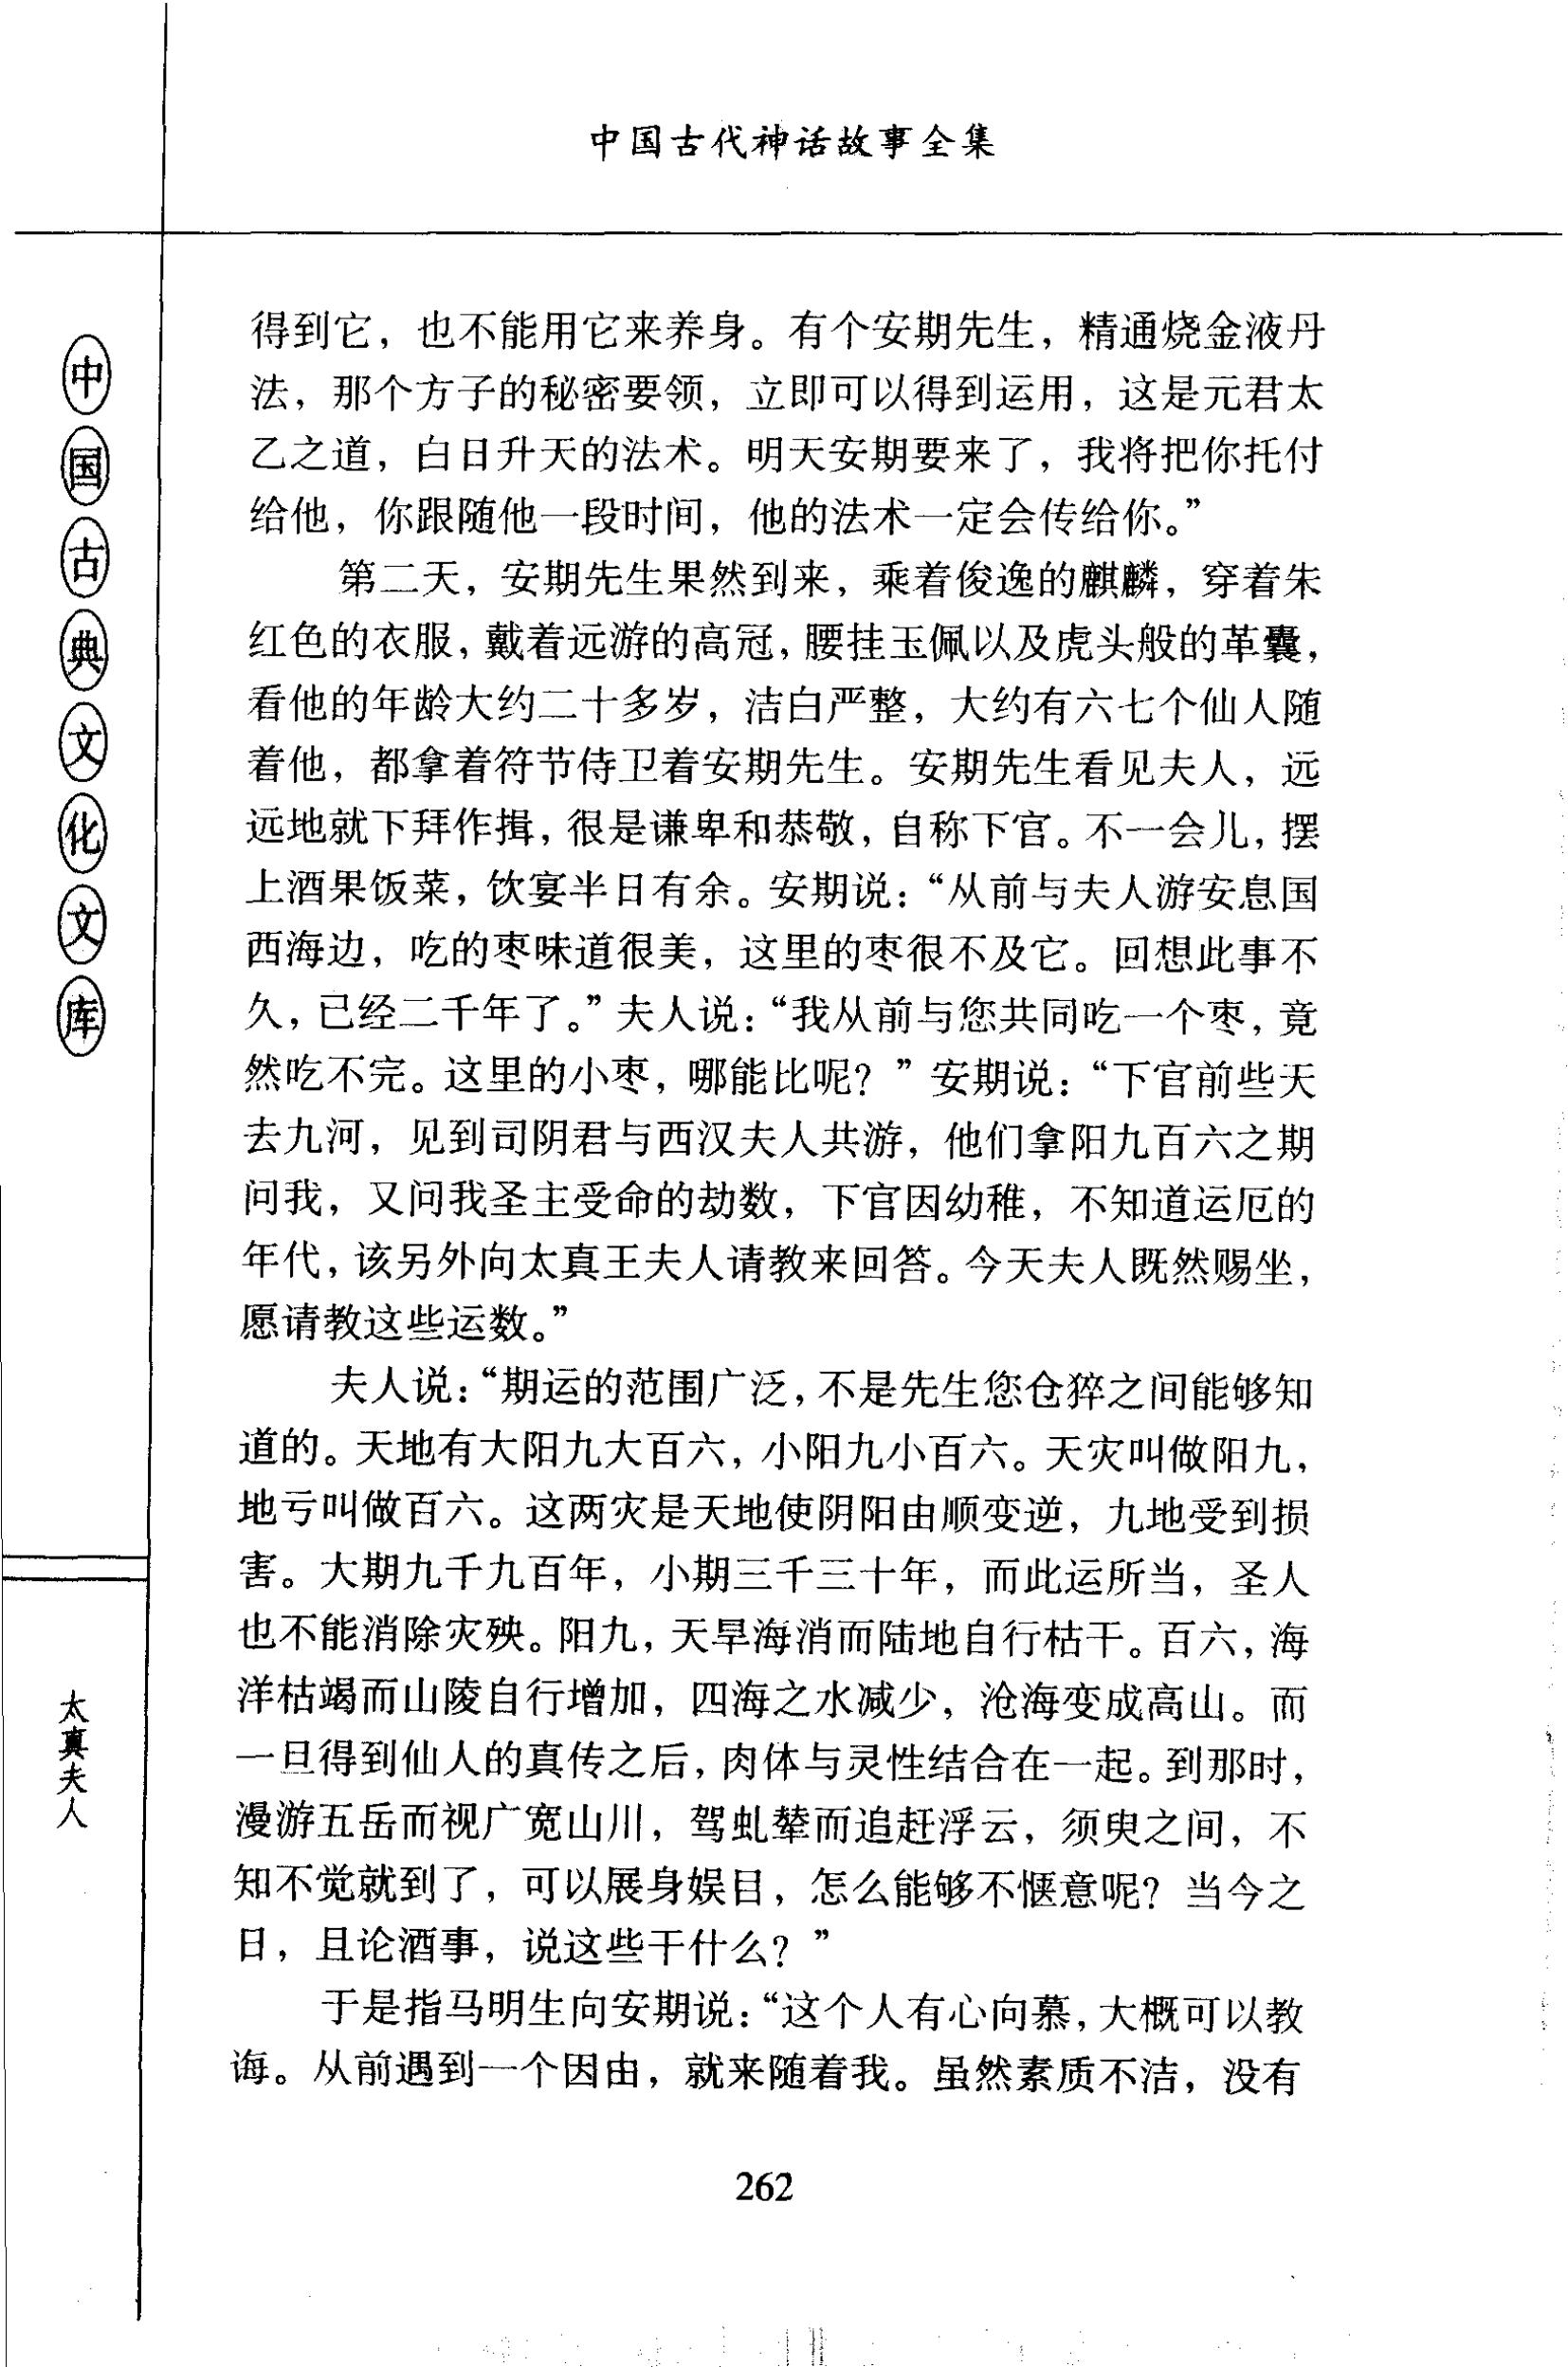 中国古代神话故事全集
中国古典文化文库
太真夫人
得到它，也不能用它来养身。有个安期先生，精通烧金液丹
法，那个方子的秘密要领，立即可以得到运用，这是元君太
乙之道，白日升天的法术。明天安期要来了，我将把你托付
给他，你跟随他一段时间，他的法术一定会传给你。”
第二天，安期先生果然到来，乘着俊逸的麒麟，穿着朱
红色的衣服，戴着远游的高冠，腰挂玉佩以及虎头般的革囊，
看他的年龄大约二十多岁，洁白严整，大约有六七个仙人随
着他，都拿着符节侍卫着安期先生。安期先生看见夫人，远
远地就下拜作揖，很是谦卑和恭敬，自称下官。不一会儿，摆
上酒果饭菜，饮宴半日有余。安期说：“从前与夫人游安息国
西海边，吃的枣味道很美，这里的枣很不及它。回想此事不
久，已经二千年了。”夫人说：“我从前与您共同吃一个枣，竟
然吃不完。这里的小枣，哪能比呢？”安期说：“下官前些天
去九河，见到司阴君与西汉夫人共游，他们拿阳九百六之期
问我，又问我圣主受命的劫数，下官因幼稚，不知道运厄的
年代，该另外向太真王夫人请教来回答。今天夫人既然赐坐，
愿请教这些运数。”
夫人说：“期运的范围广泛，不是先生您仓猝之间能够知
道的。天地有大阳九大百六，小阳九小百六。天灾叫做阳九，
地亏叫做百六。这两灾是天地使阴阳由顺变逆，九地受到损
害。大期九千九百年，小期三千三十年，而此运所当，圣人
也不能消除灾殃。阳九，天旱海消而陆地自行枯干。百六，海
洋枯竭而山陵自行增加，四海之水减少，沧海变成高山。而
一旦得到仙人的真传之后，肉体与灵性结合在一起。到那时，
漫游五岳而视广宽山川，驾虬辇而追赶浮云，须臾之间，不
知不觉就到了，可以展身娱目，怎么能够不惬意呢？当今之
日，且论酒事，说这些干什么？”
于是指马明生向安期说：“这个人有心向慕，大概可以教
诲。从前遇到一个因由，就来随着我。虽然素质不洁，没有
262